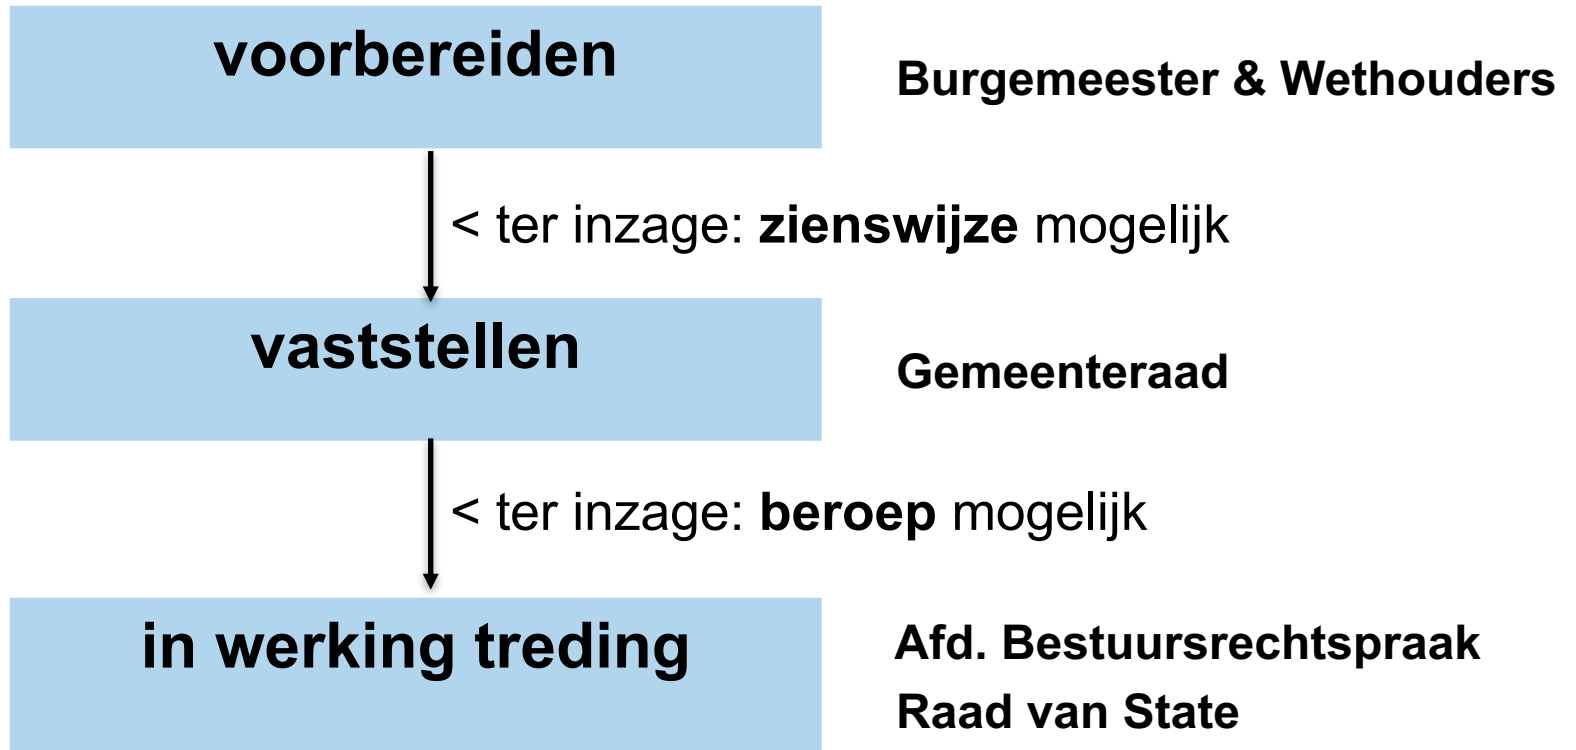 voorbereiden
Burgemeester & Wethouders
< ter inzage: zienswijze mogelijk
vaststellen
Gemeenteraad
< ter inzage: beroep mogelijk
in werking treding
Afd. Bestuursrechtspraak
Raad van State